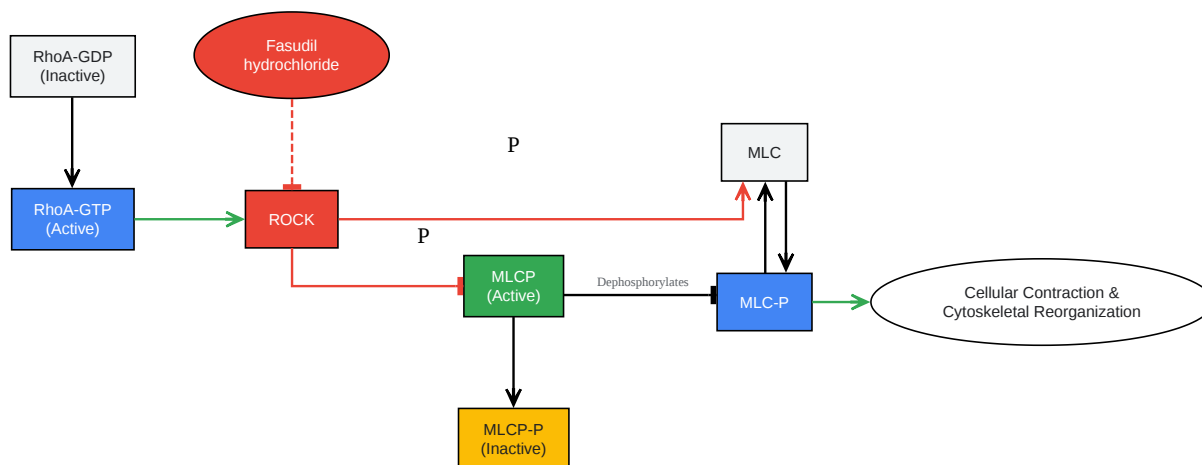 RhoA-GDP
(Inactive)
Fasudil
hydrochloride
P
MLC
RhoA-GTP
(Active)
ROCK
P
MLCP
(Active)
Dephosphorylates
MLC-P
Cellular Contraction &
Cytoskeletal Reorganization
MLCP-P
(Inactive)